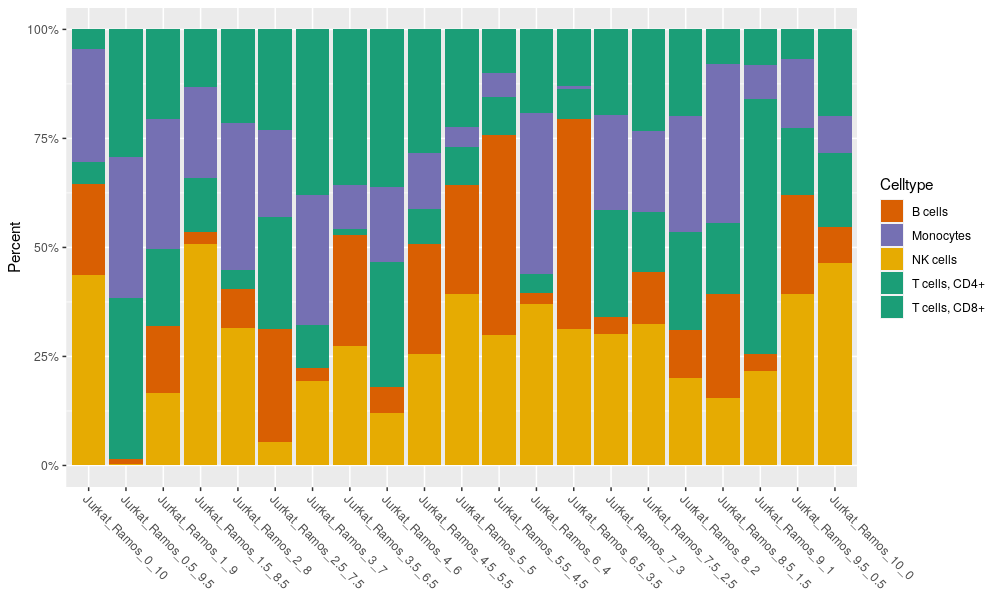 100%
75%
50%
25%
0%
Percent
Jurkat_Ramos_0_10
Jurkat_Ramos_0.5_9.5
Jurkat_Ramos_1_9
Jurkat_Ramos_1.5_8.5
Jurkat_Ramos_2_8
Jurkat_Ramos_2.5_7.5
Jurkat_Ramos_3_7
Jurkat_Ramos_3.5_6.5
Jurkat_Ramos_4_6
Jurkat_Ramos_4.5_5.5
Jurkat_Ramos_5_5
Jurkat_Ramos_5.5_4.5
Jurkat_Ramos_6_4
Jurkat_Ramos_6.5_3.5
Jurkat_Ramos_7_3
Jurkat_Ramos_7.5_2.5
Jurkat_Ramos_8_2
Jurkat_Ramos_8.5_1.5
Jurkat_Ramos_9_1
Jurkat_Ramos_9.5_0.5
Jurkat_Ramos_10_0
Celltype
B cells
Monocytes
NK cells
T cells, CD4+
T cells, CD8+